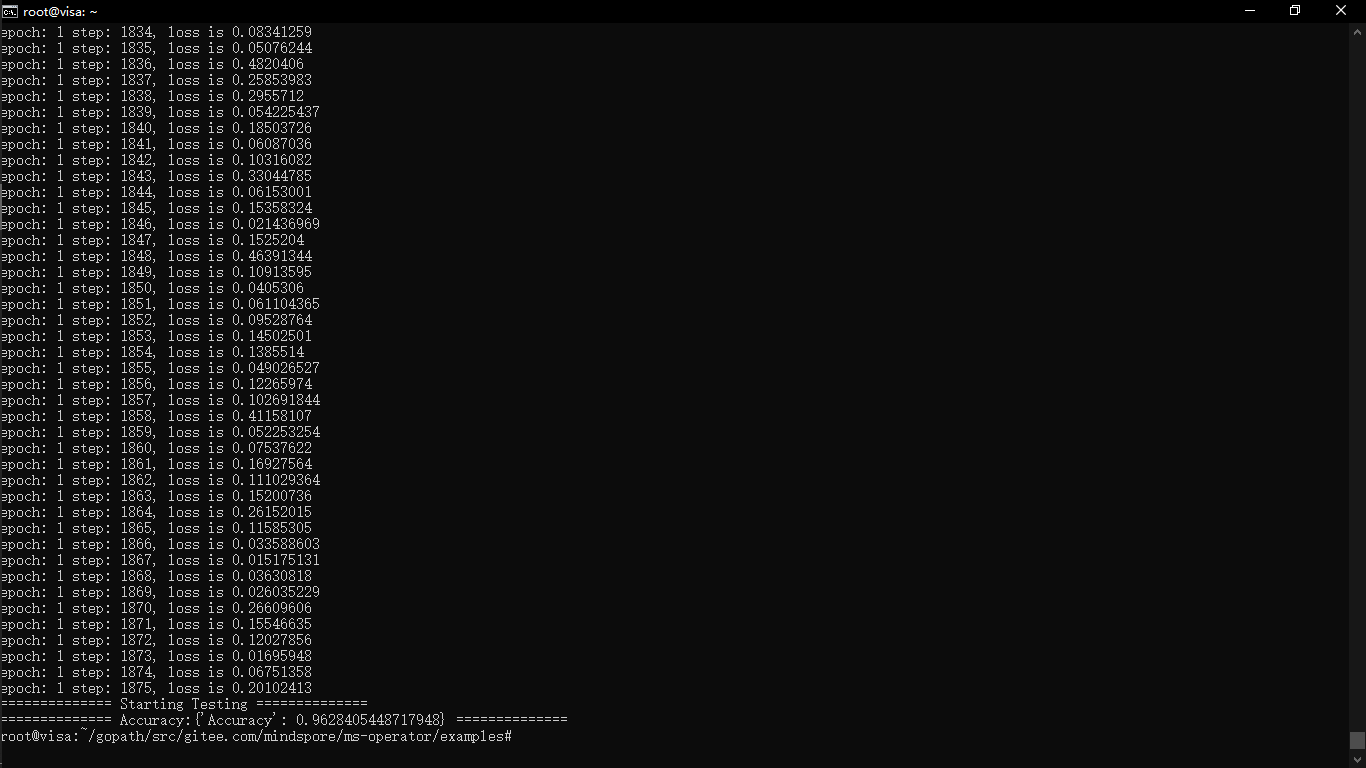 root@visa: ~
epoch: 1 step: 1834, loss is 0.08341259
epoch: 1 step: 1835, loss is 0.05076244
epoch: 1 step: 1836, loss is 0.4820406
epoch: 1 step: 1837, loss is 0.25853983
epoch: 1 step: 1838, loss is 0.2955712
epoch: 1 step: 1839, loss is 0.054225437
epoch: 1 step: 1840, loss is 0.18503726
epoch: 1 step: 1841, loss is 0.06087036
epoch: 1 step: 1842, loss is 0.10316082
epoch: 1 step: 1843, loss is 0.33044785
epoch: 1 step: 1844, loss is 0.06153001
epoch: 1 step: 1845, loss is 0.15358324
epoch: 1 step: 1846, loss is 0.021436969
epoch: 1 step: 1847, loss is 0.1525204
epoch: 1 step: 1848, loss is 0.46391344
epoch: 1 step: 1849, loss is 0.10913595
epoch: 1 step: 1850, loss is 0.0405306
epoch: 1 step: 1851, loss is 0.061104365
epoch: 1 step: 1852, loss is 0.09528764
epoch: 1 step: 1853, loss is 0.14502501
epoch: 1 step: 1854, loss is 0.1385514
epoch: 1 step: 1855, loss is 0.049026527
epoch: 1 step: 1856, loss is 0.12265974
epoch: 1 step: 1857, loss is 0.102691844
epoch: 1 step: 1858, loss is 0.41158107
epoch: 1 step: 1859, loss is 0.052253254
epoch: 1 step: 1860, loss is 0.07537622
epoch: 1 step: 1861, loss is 0.16927564
epoch: 1 step: 1862, loss is 0.111029364
epoch: 1 step: 1863, loss is 0.15200736
epoch: 1 step: 1864, loss is 0.26152015
epoch: 1 step: 1865, loss is 0.11585305
epoch: 1 step: 1866, loss is 0.033588603
epoch: 1 step: 1867, loss is 0.015175131
epoch: 1 step: 1868, loss is 0.03630818
epoch: 1 step: 1869, loss is 0.026035229
epoch: 1 step: 1870, loss is 0.26609606
epoch: 1 step: 1871, loss is 0.15546635
epoch: 1 step: 1872, loss is 0.12027856
epoch: 1 step: 1873, loss is 0.01695948
epoch: 1 step: 1874, loss is 0.06751358
epoch: 1 step: 1875, loss is 0.20102413
============== Starting Testing ==============
============== Accuracy:{'Accuracy': 0.9628405448717948} ==============
root@visa:~/gopath/src/gitee.com/mindspore/ms-operator/examples#